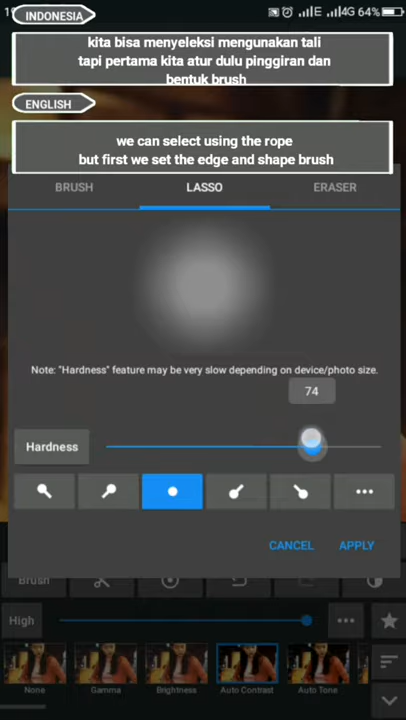 INDONESIA
64%
kita bisa menyeleksi mengunakan tali
tapi pertama kita atur dulu pinggiran dan
bentuk brush
ENGLISH
we can select using the rope
but first we set the edge and shape brush
BRUSH LASSO ERASER
Note: "Hardness" feature may be very slow depending on device/photo size.
74
Hardness
CANCEL APPLY
Brush
High
None Gamma Brightness Auto Contrast Auto Tone